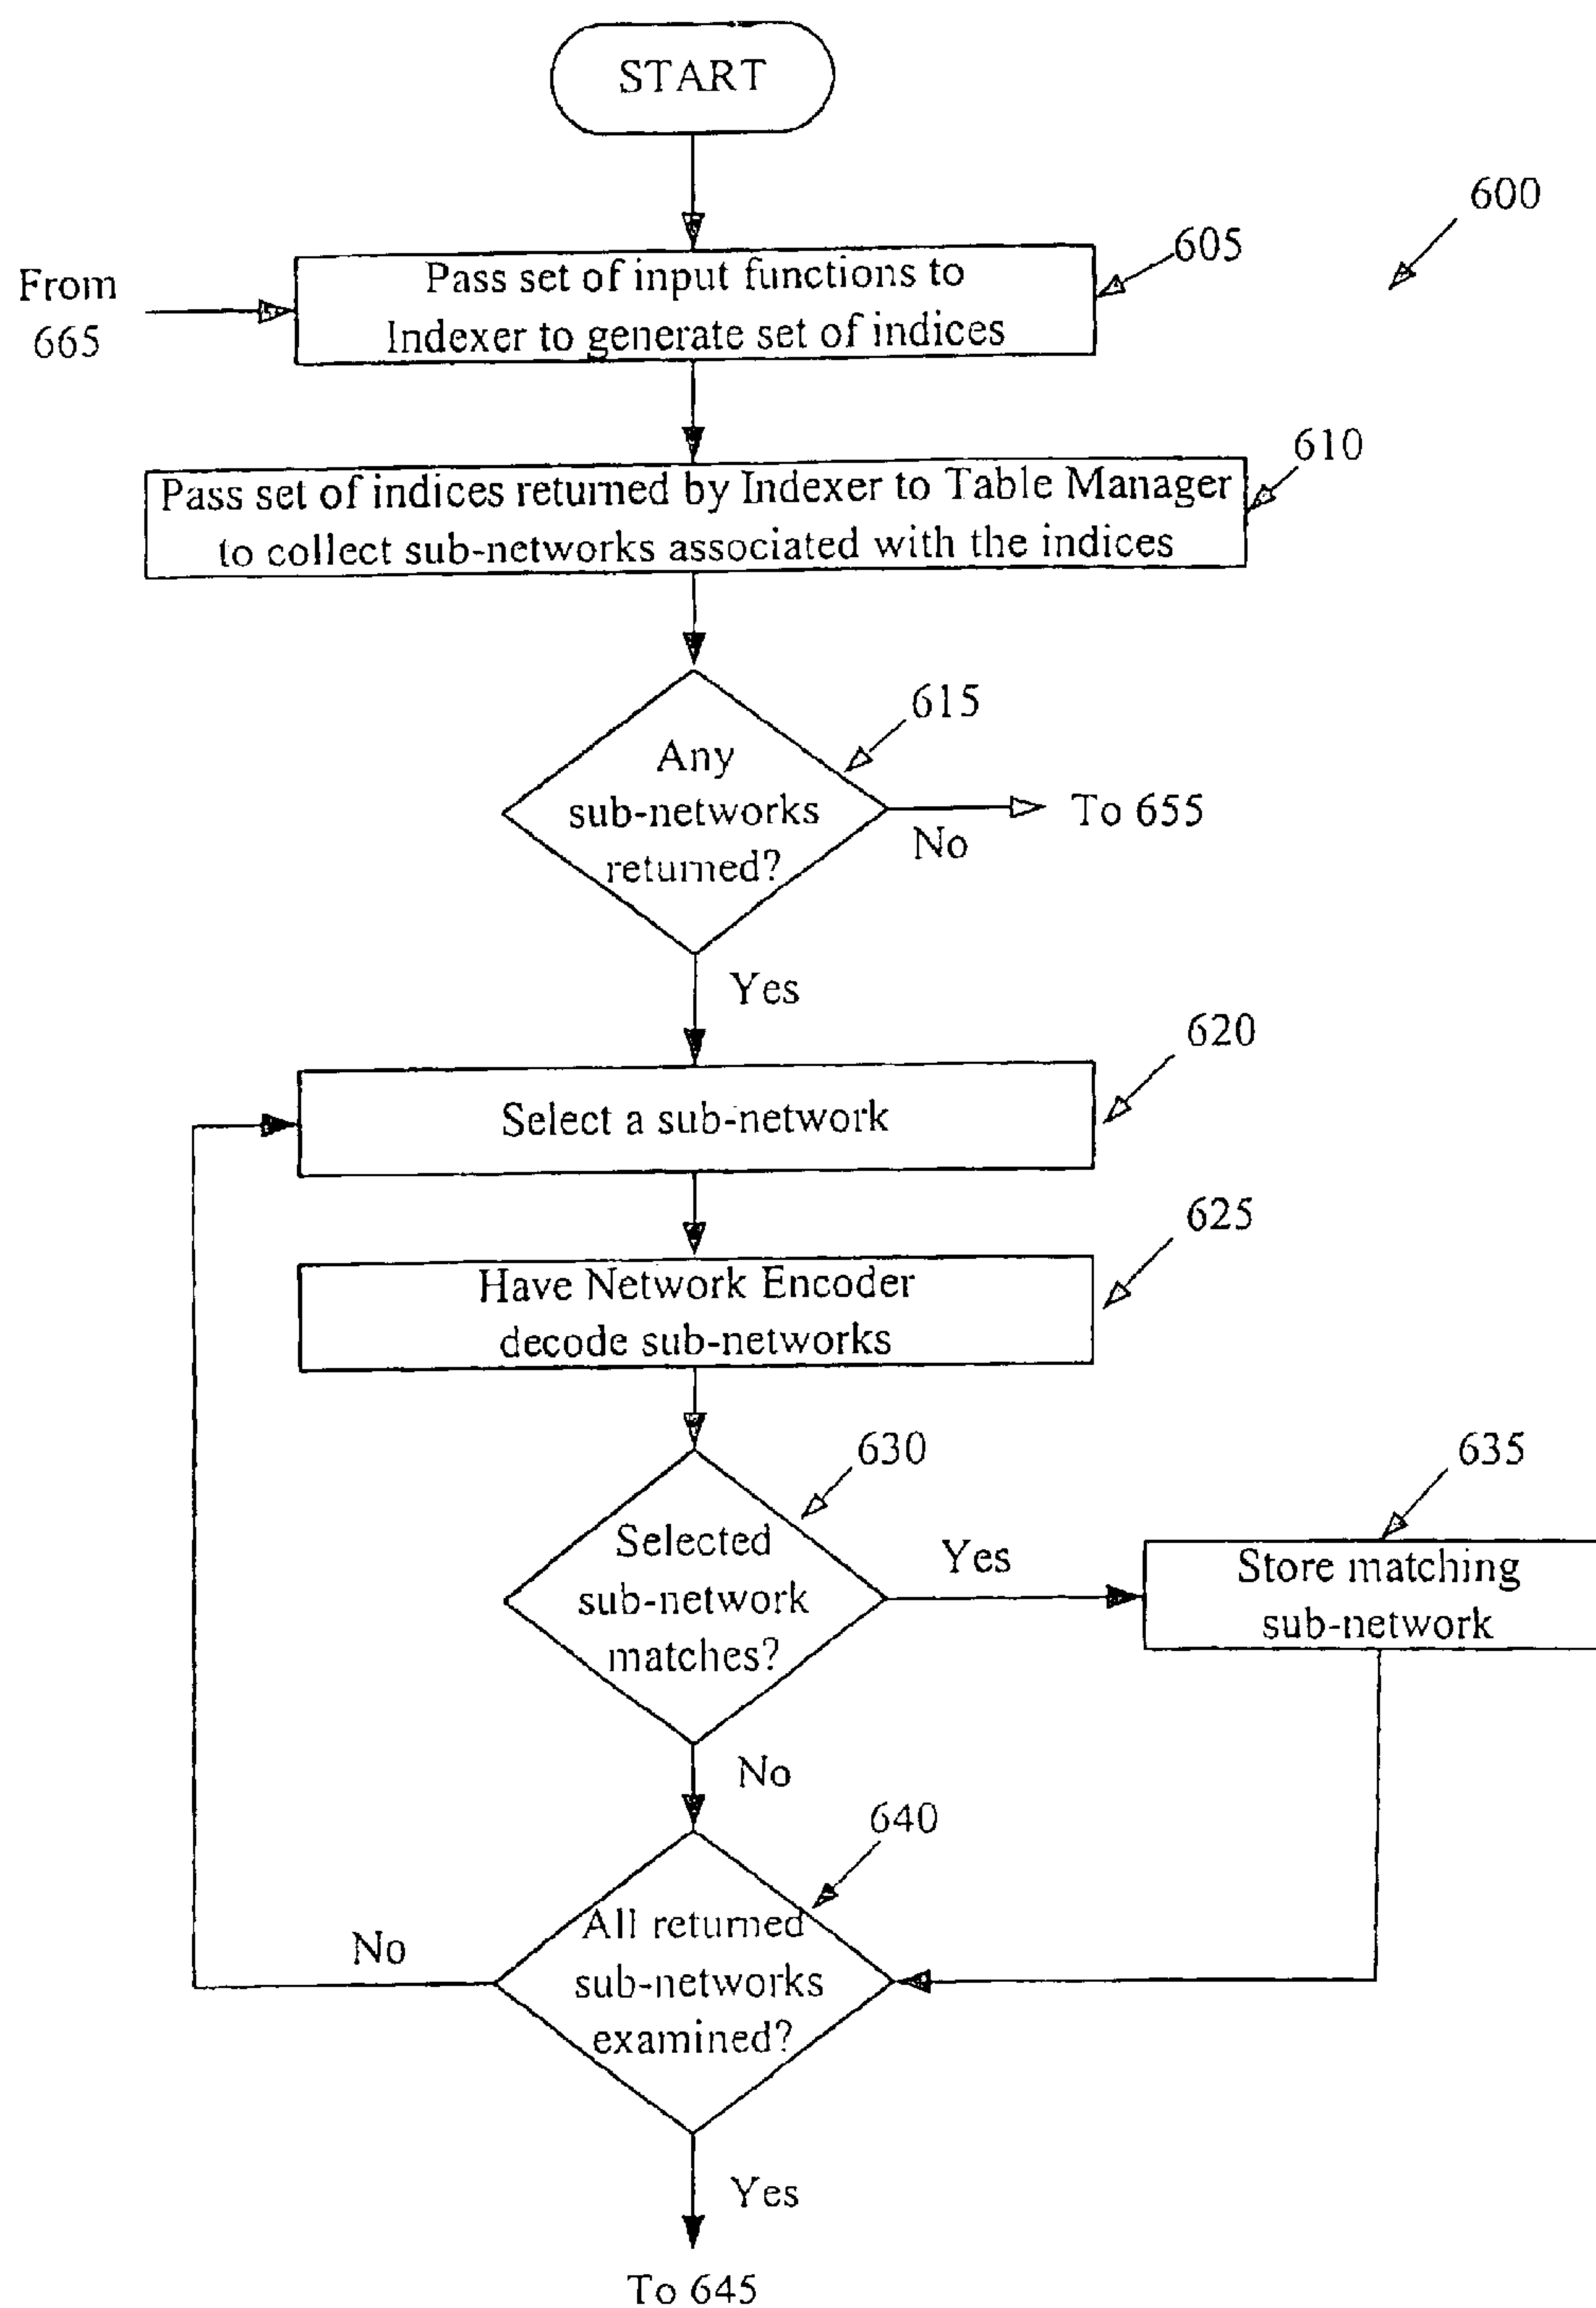 START
600
605
From
665
Pass set of input functions to
Indexer to generate set of indices
610
Pass set of indices returned by Indexer to Table Manager
to collect sub-networks associated with the indices
615
Any
sub-networks
returned?
No
To 655
Yes
620
Select a sub-network
625
Have Network Encoder
decode sub-networks
630
Selected
sub-network
matches?
Yes
635
Store matching
sub-network
No
640
All returned
sub-networks
examined?
No
Yes
To 645